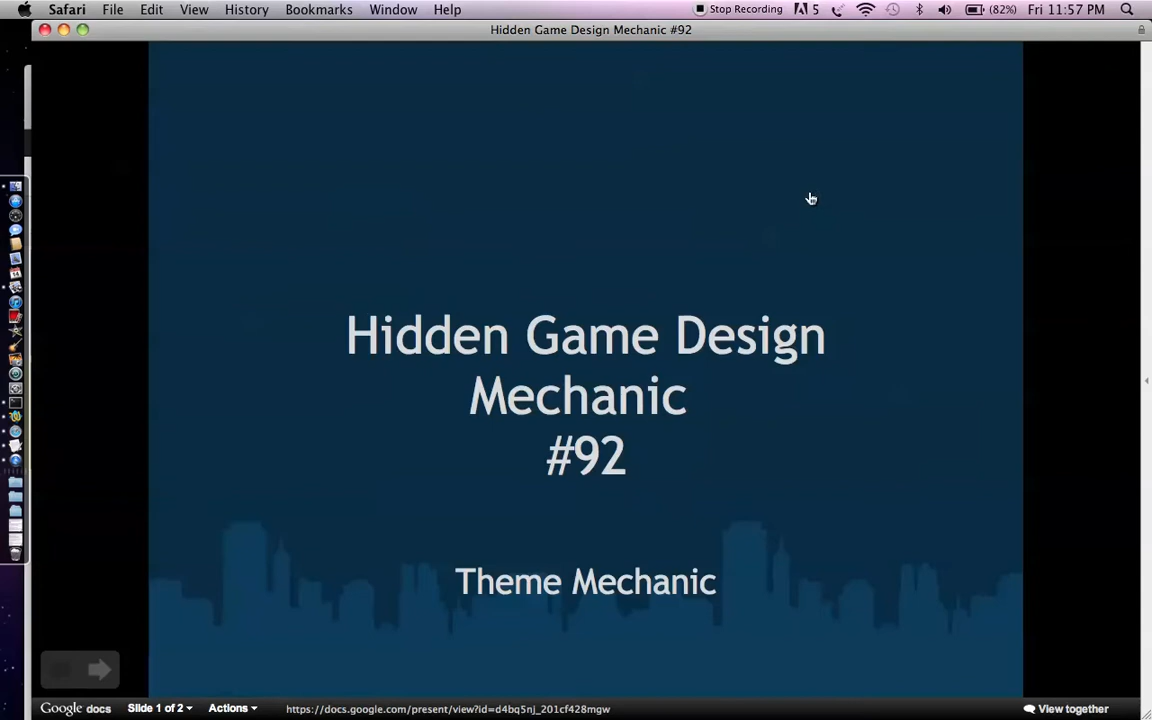 Safari File Edit View History Bookmarks Window Help Stop Recording 5 (82%) Fri 11:57 PM
Hidden Game Design Mechanic #92
Hidden Game Design
Mechanic
#92
Theme Mechanic
Google docs Slide 1 of 2 Actions https://docs.google.com/present/view?id=d4bq5nj_201cf428mgw View together